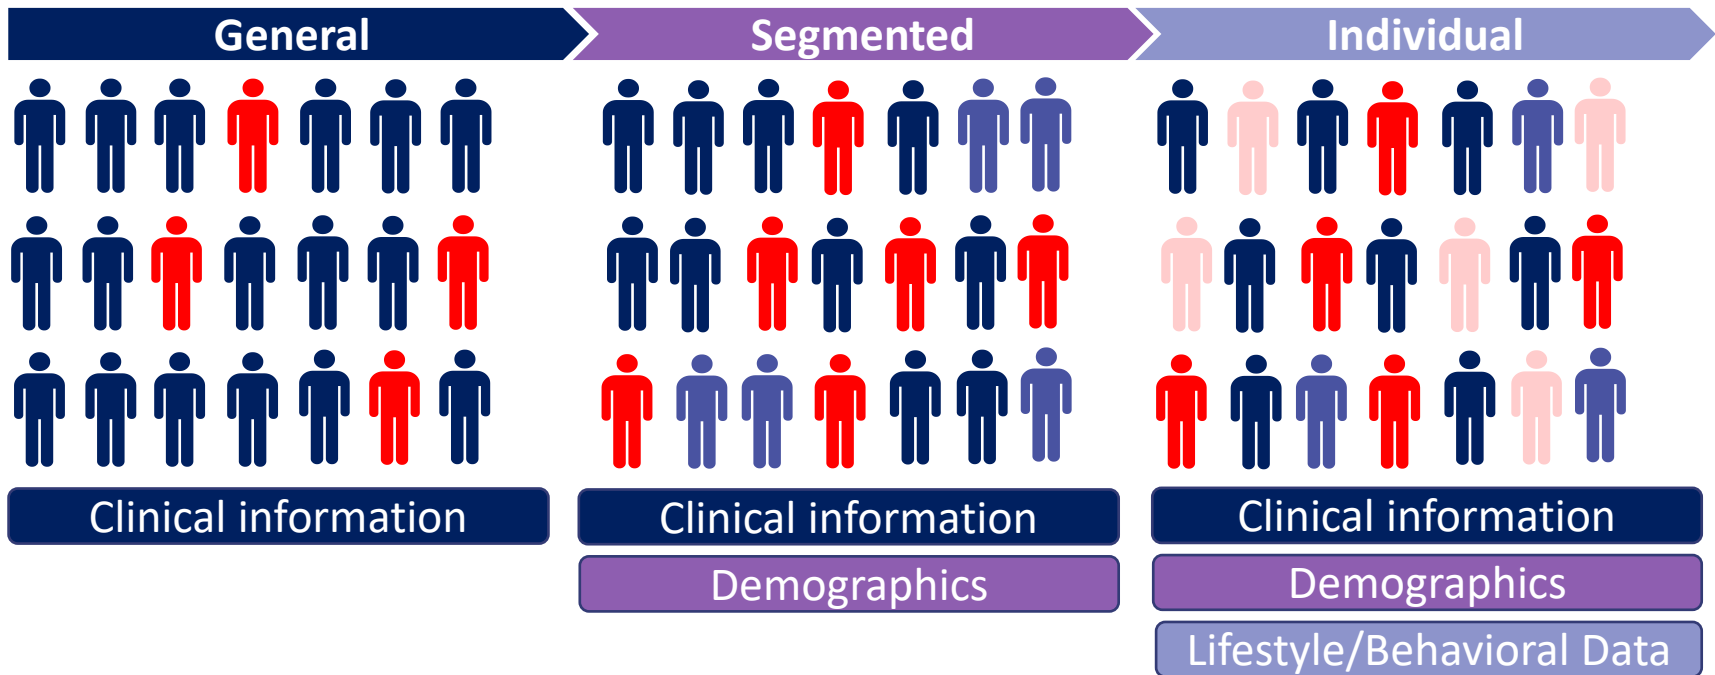 General
Segmented
Individual
Clinical information
Clinical information
Clinical information
Demographics
Demographics
Lifestyle/Behavioral Data